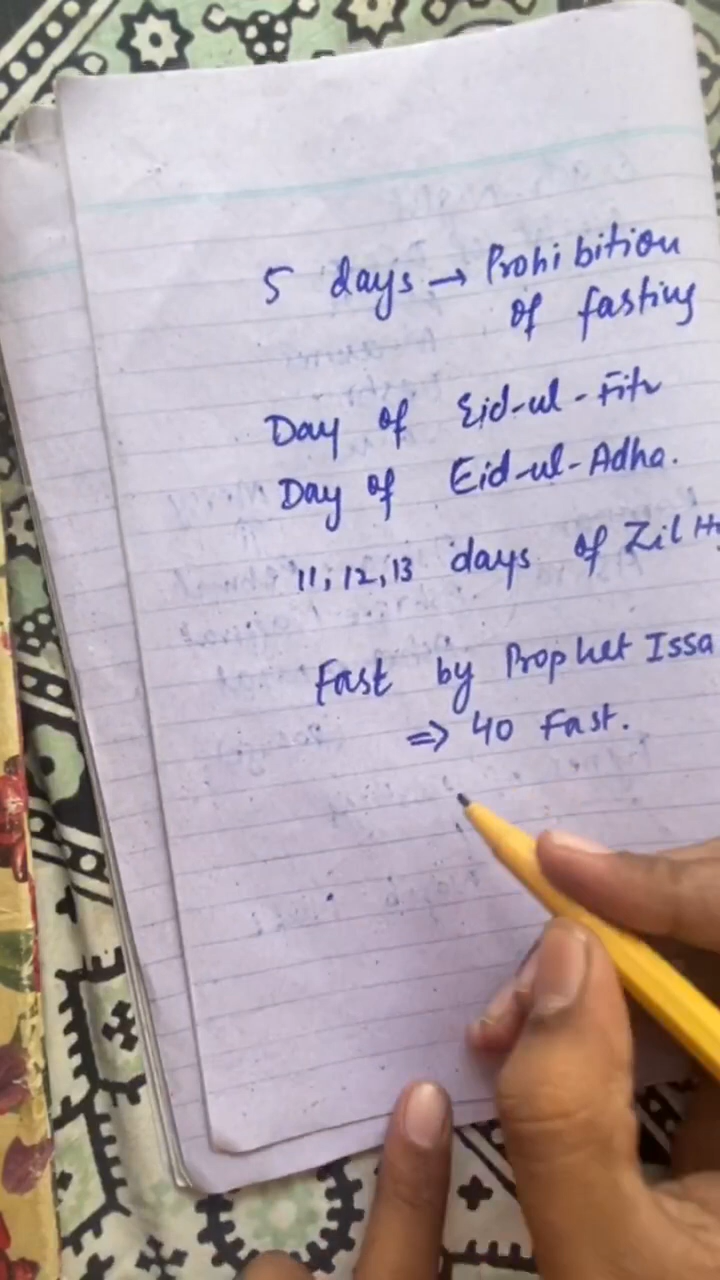 5 days → Prohibition
of fasting
Day of Eid-ul-Fitr
Day of Eid-ul-Adha.
11, 12, 13 days of Zil
Fast by Prophet Issa
⇒ 40 Fast.